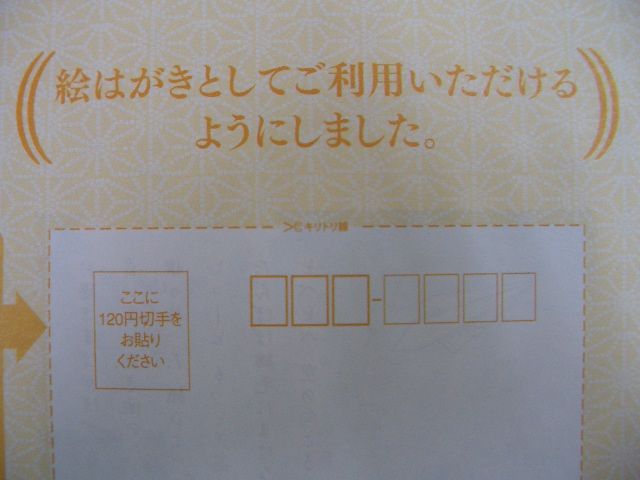 絵はがきとしてご利用いただける
ようにしました。
キリトリ線
ここに
120円切手を
お貼り
ください